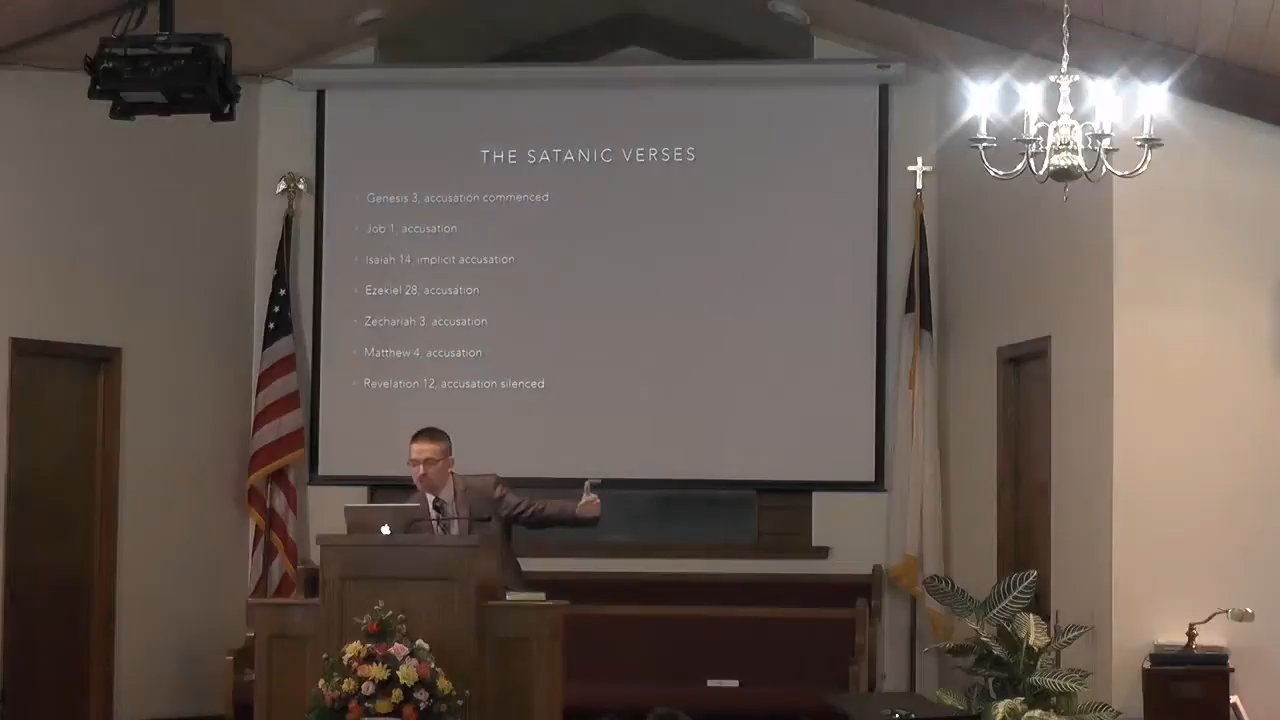 THE SATANIC VERSES
Genesis 3, accusation commenced
Job 1, accusation
Isaiah 14, implicit accusation
Ezekiel 28, accusation
Zechariah 3, accusation
Matthew 4, accusation
Revelation 12, accusation silenced